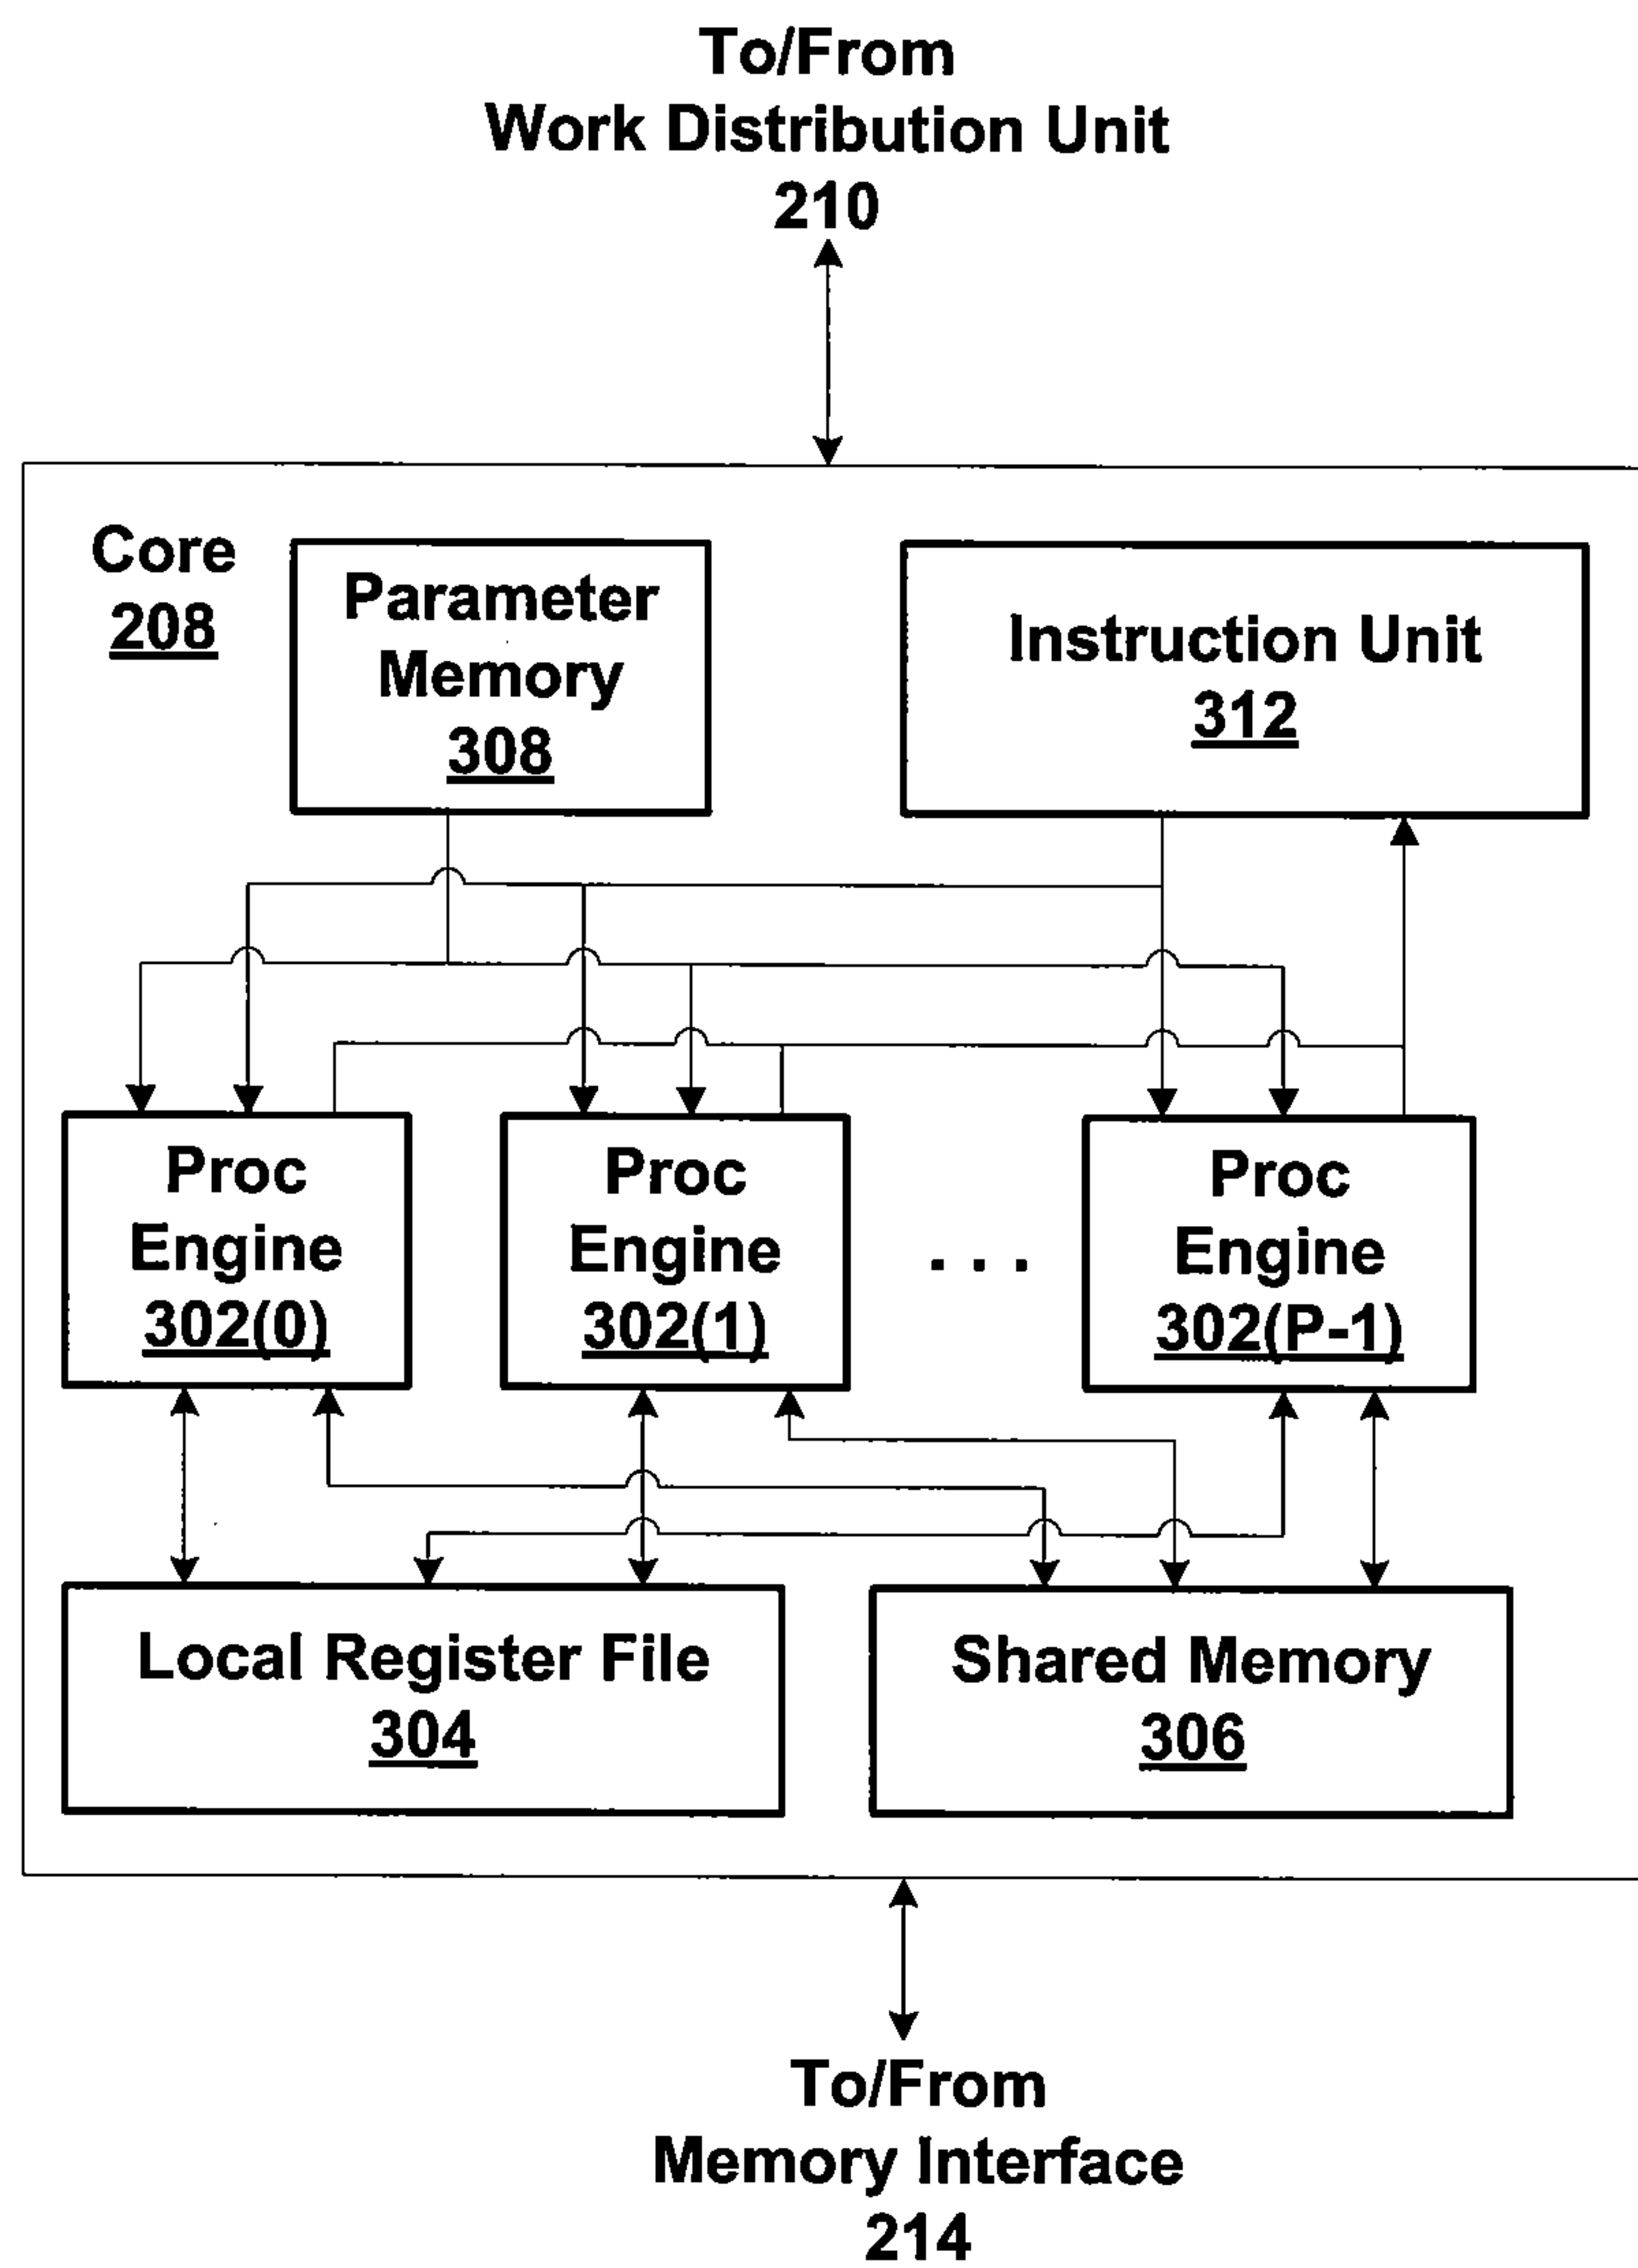 To/From
Work Distribution Unit
210
Core
208
Parameter
Memory
308
Instruction Unit
312
Proc
Engine
302(0)
Proc
Engine
302(1)
. . .
Proc
Engine
302(P-1)
Local Register File
304
Shared Memory
306
To/From
Memory Interface
214